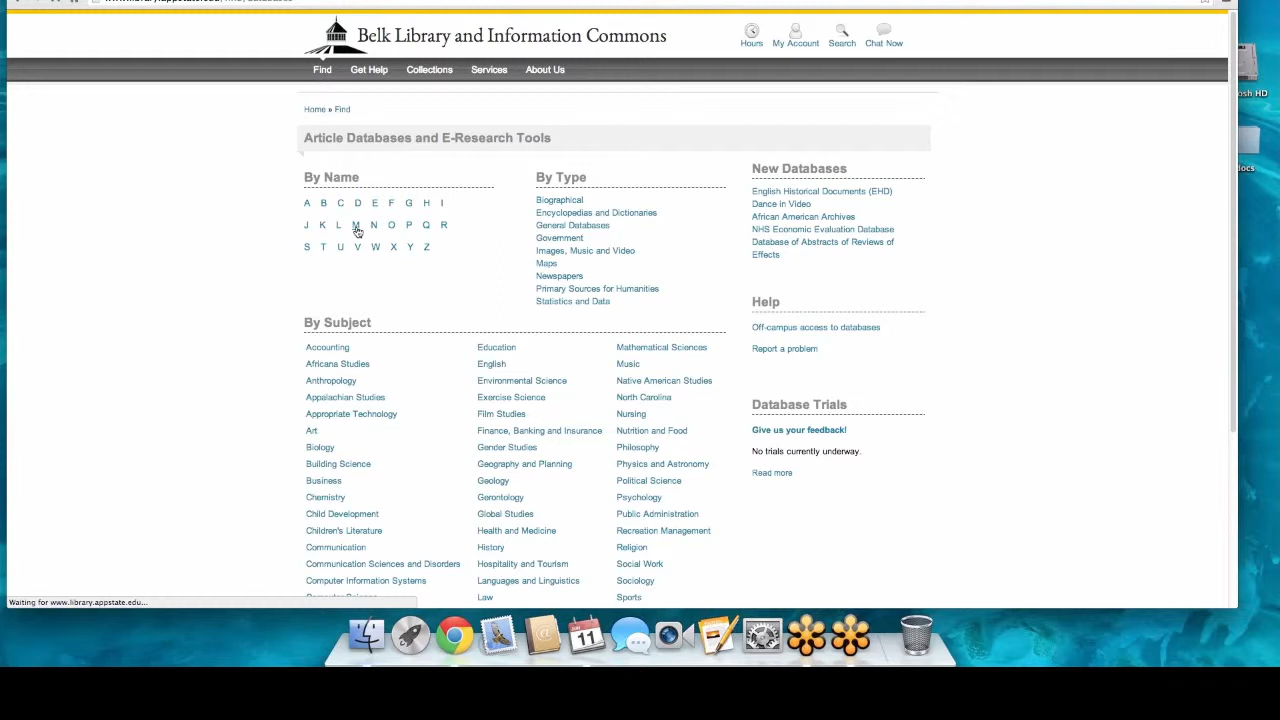 Belk Library and Information Commons
Hours My Account Search Chat Now
Find Get Help Collections Services About Us
Home » Find
Article Databases and E-Research Tools
By Name
A B C D E F G H I
J K L M N O P Q R
S T U V W X Y Z
By Type
Biographical
Encyclopedias and Dictionaries
General Databases
Government
Images, Music and Video
Maps
Newspapers
Primary Sources for Humanities
Statistics and Data
New Databases
English Historical Documents (EHD)
Dance in Video
African American Archives
NHS Economic Evaluation Database
Database of Abstracts of Reviews of
Effects
Help
Off-campus access to databases
Report a problem
Database Trials
Give us your feedback!
No trials currently underway.
Read more
By Subject
Accounting
Africana Studies
Anthropology
Appalachian Studies
Appropriate Technology
Art
Biology
Building Science
Business
Chemistry
Child Development
Children's Literature
Communication
Communication Sciences and Disorders
Computer Information Systems
Education
English
Environmental Science
Exercise Science
Film Studies
Finance, Banking and Insurance
Gender Studies
Geography and Planning
Geology
Gerontology
Global Studies
Health and Medicine
History
Hospitality and Tourism
Languages and Linguistics
Law
Mathematical Sciences
Music
Native American Studies
North Carolina
Nursing
Nutrition and Food
Philosophy
Physics and Astronomy
Political Science
Psychology
Public Administration
Recreation Management
Religion
Social Work
Sociology
Sports
Waiting for www.library.appstate.edu...
osh HD
docs
11